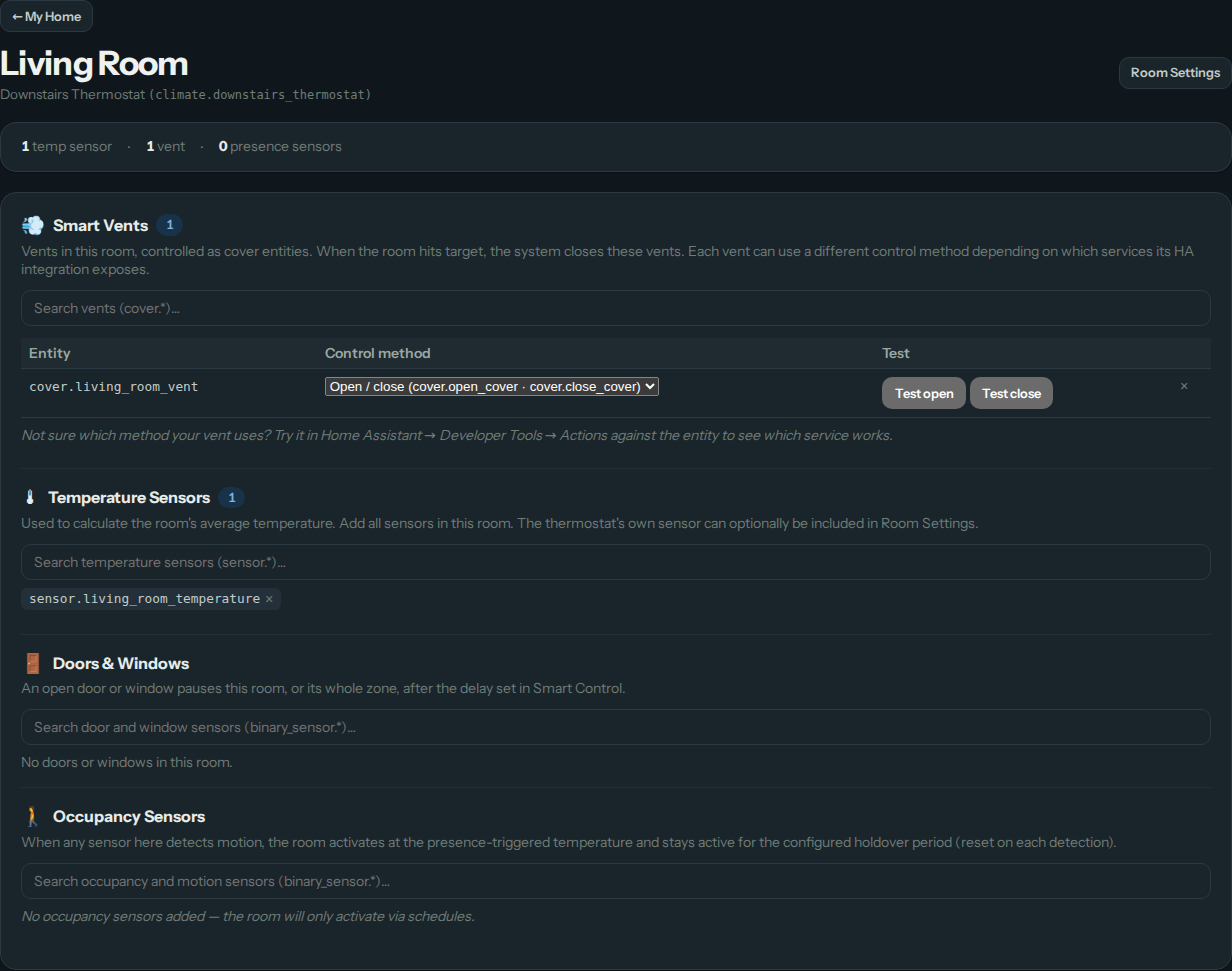 ← My Home
Living Room
Room Settings
Downstairs Thermostat (climate.downstairs_thermostat)
1 temp sensor · 1 vent · 0 presence sensors
Smart Vents 1
Vents in this room, controlled as cover entities. When the room hits target, the system closes these vents. Each vent can use a different control method depending on which services its HA
integration exposes.
Search vents (cover.*)...
Entity Control method Test
cover.living_room_vent Open / close (cover.open_cover · cover.close_cover) Test open Test close ×
Not sure which method your vent uses? Try it in Home Assistant → Developer Tools → Actions against the entity to see which service works.
Temperature Sensors 1
Used to calculate the room's average temperature. Add all sensors in this room. The thermostat's own sensor can optionally be included in Room Settings.
Search temperature sensors (sensor.*)...
sensor.living_room_temperature ×
Doors & Windows
An open door or window pauses this room, or its whole zone, after the delay set in Smart Control.
Search door and window sensors (binary_sensor.*)...
No doors or windows in this room.
Occupancy Sensors
When any sensor here detects motion, the room activates at the presence-triggered temperature and stays active for the configured holdover period (reset on each detection).
Search occupancy and motion sensors (binary_sensor.*)...
No occupancy sensors added — the room will only activate via schedules.